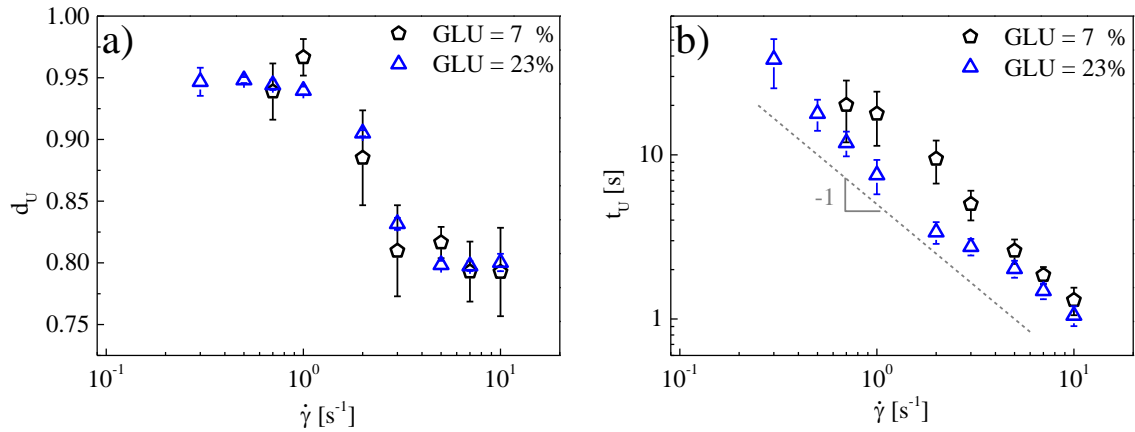 a)
GLU = 7 %
GLU = 23%
1.00
0.95
0.90
0.85
0.80
0.75
d_U
10^-1
10^0
10^1
γ̇ [s^-1]
b)
GLU = 7 %
GLU = 23%
10
1
t_U [s]
-1
10^-1
10^0
10^1
γ̇ [s^-1]